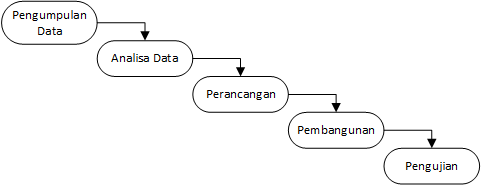 Pengumpulan
Data
Analisa Data
Perancangan
Pembangunan
Pengujian